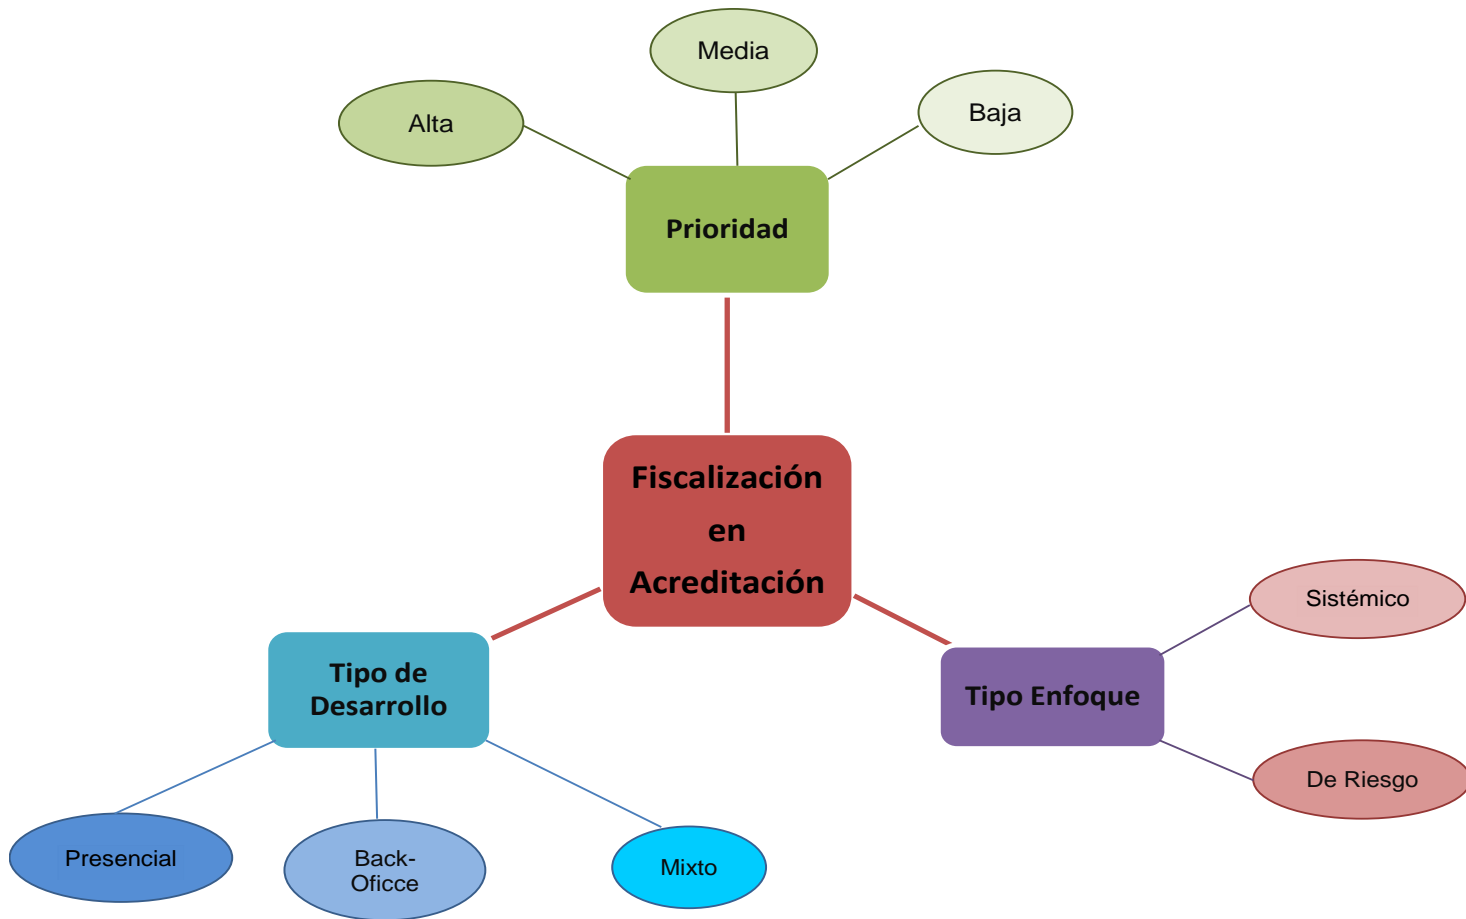 Media
Alta
Baja
Prioridad
Fiscalización
en
Acreditación
Sistémico
Tipo de
Desarrollo
Tipo Enfoque
De Riesgo
Presencial
Back-
Oficce
Mixto